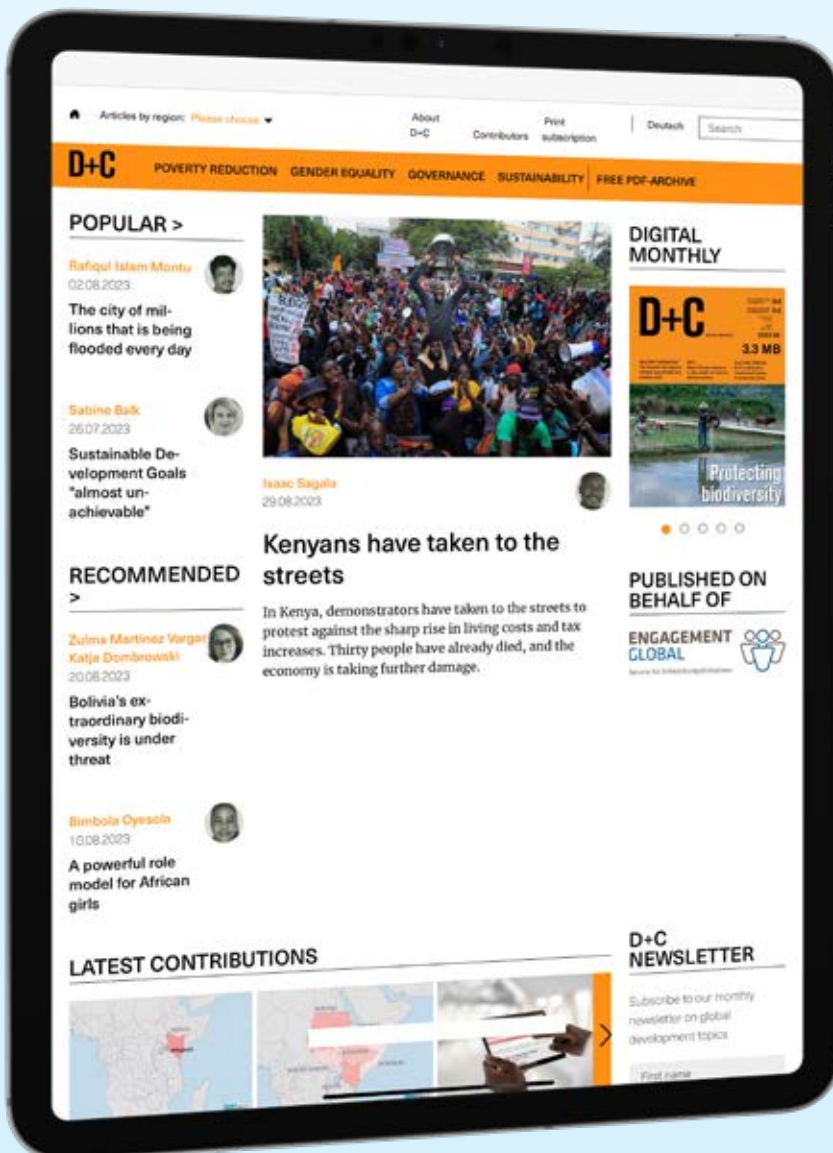 Articles by region: Please choose
About
D+C
Contributors
Print
subscription
Deutsch
Search
D+C
POVERTY REDUCTION GENDER EQUALITY GOVERNANCE SUSTAINABILITY FREE PDF-ARCHIVE
POPULAR >
Rafiqul Islam Montu
02.08.2023
The city of mil-
lions that is being
flooded every day
Sabine Balk
26.07.2023
Sustainable De-
velopment Goals
"almost un-
achievable"
RECOMMENDED
>
Zulma Martinez Vargas
Katja Dombrowski
20.08.2023
Bolivia's ex-
traordinary biodi-
versity is under
threat
Bimbola Oyesola
10.08.2023
A powerful role
model for African
girls
Isaac Sagala
29.08.2023
Kenyans have taken to the
streets
In Kenya, demonstrators have taken to the streets to
protest against the sharp rise in living costs and tax
increases. Thirty people have already died, and the
economy is taking further damage.
DIGITAL
MONTHLY
D+C
3.3 MB
Protecting
biodiversity
PUBLISHED ON
BEHALF OF
ENGAGEMENT
GLOBAL
LATEST CONTRIBUTIONS
D+C
NEWSLETTER
Subscribe to our monthly
newsletter on global
development topics
First name